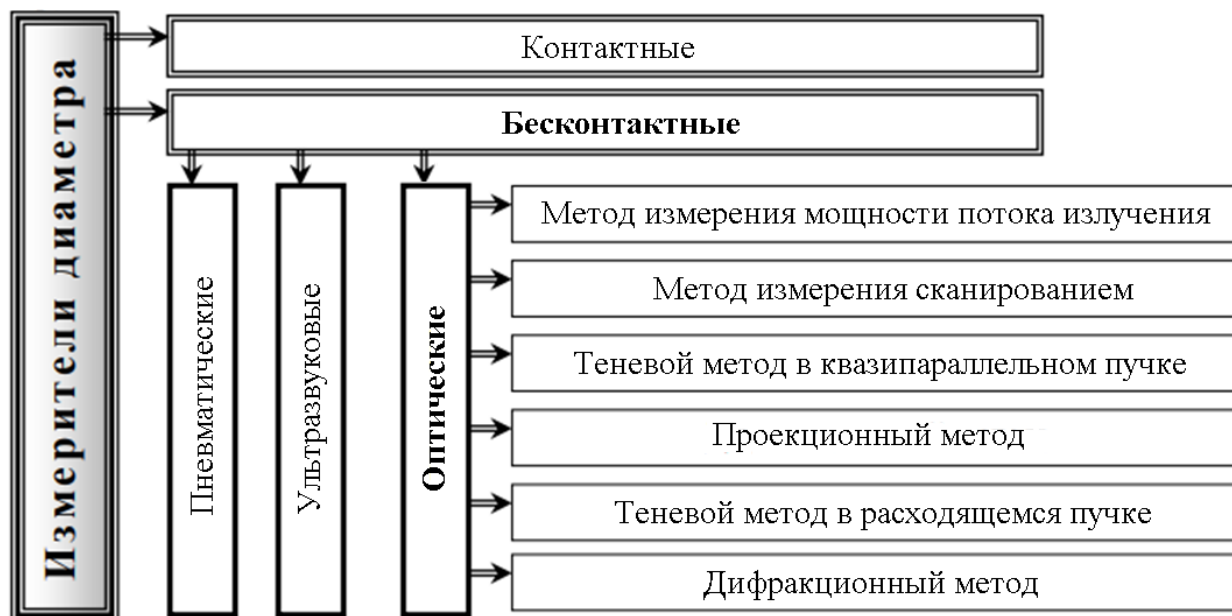 Измерители диаметра
Контактные
Бесконтактные
Пневматические
Ультразвуковые
Оптические
Метод измерения мощности потока излучения
Метод измерения сканированием
Теневой метод в квазипараллельном пучке
Проекционный метод
Теневой метод в расходящемся пучке
Дифракционный метод